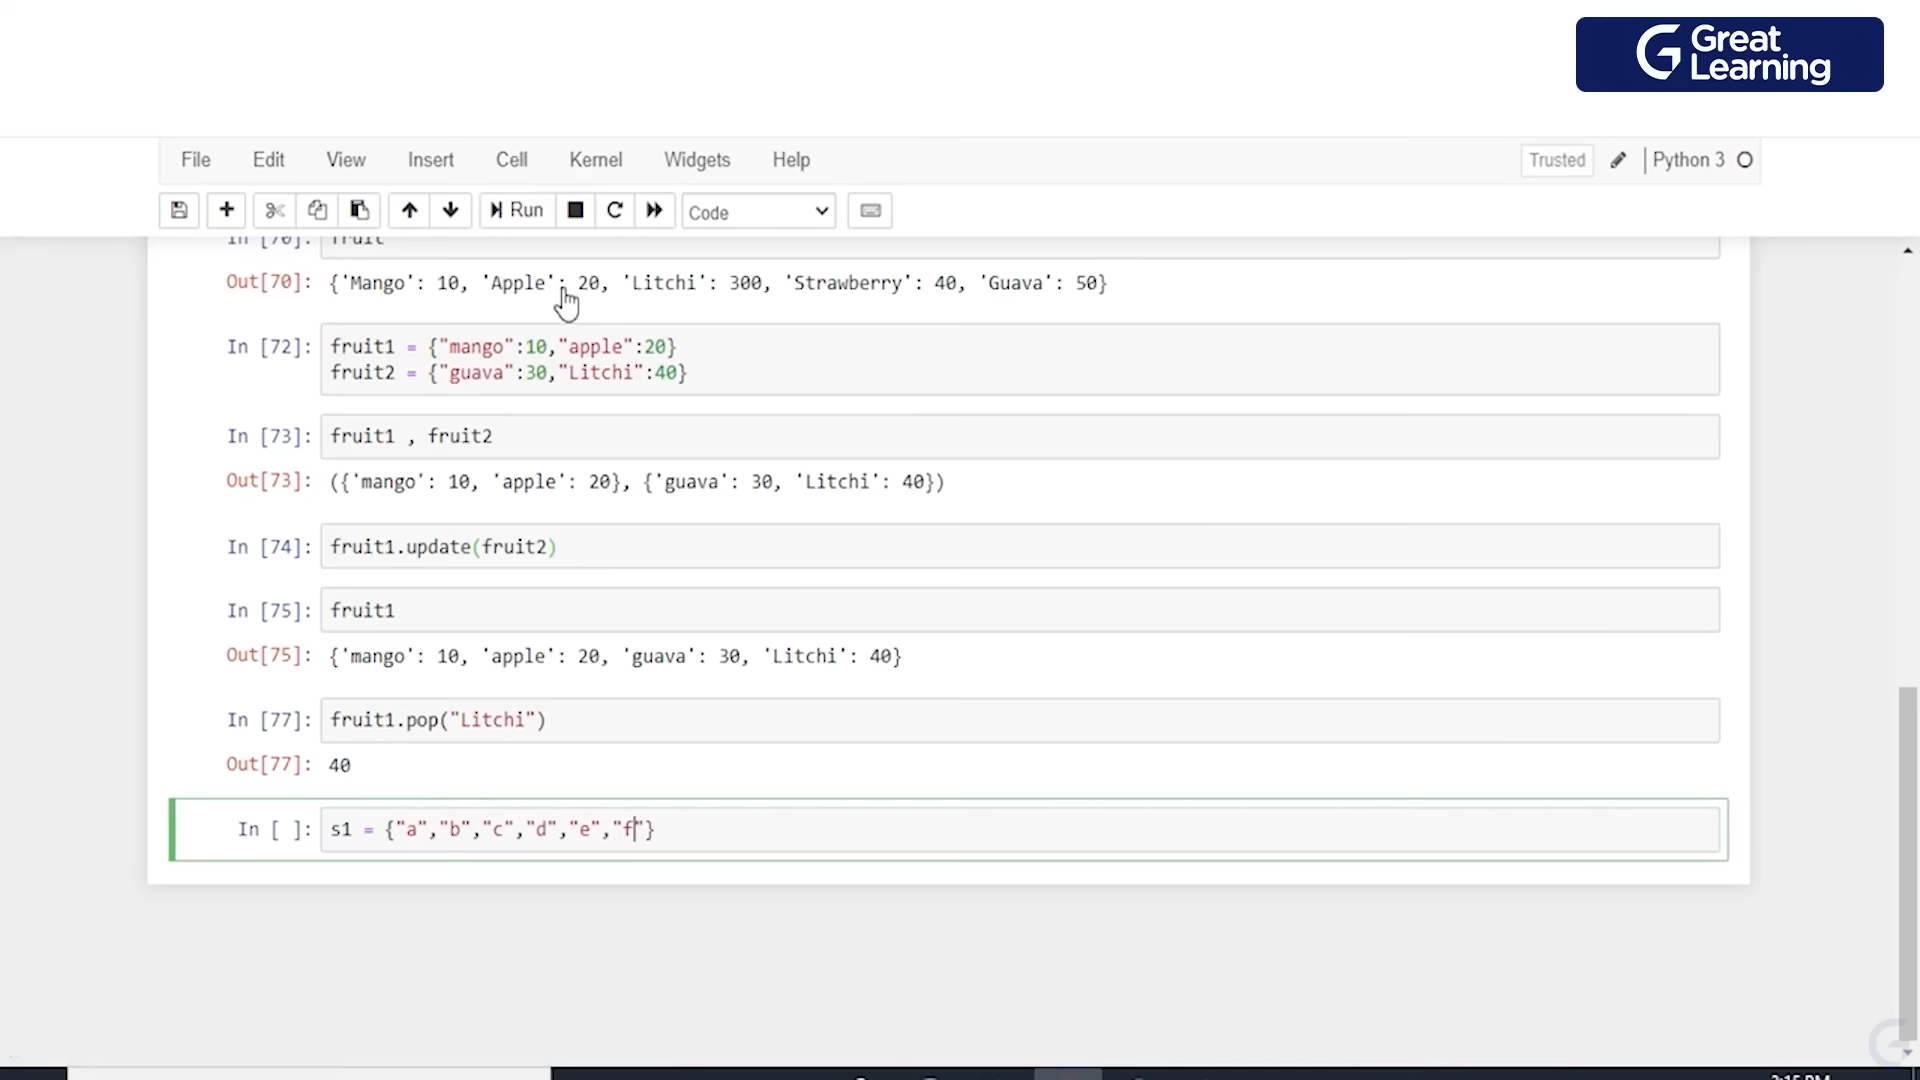 Great
Learning
File Edit View Insert Cell Kernel Widgets Help Trusted Python 3
Run Code
In [70]: fruit
Out[70]: {'Mango': 10, 'Apple': 20, 'Litchi': 300, 'Strawberry': 40, 'Guava': 50}
In [72]: fruit1 = {"mango":10,"apple":20}
fruit2 = {"guava":30,"Litchi":40}
In [73]: fruit1 , fruit2
Out[73]: ({'mango': 10, 'apple': 20}, {'guava': 30, 'Litchi': 40})
In [74]: fruit1.update(fruit2)
In [75]: fruit1
Out[75]: {'mango': 10, 'apple': 20, 'guava': 30, 'Litchi': 40}
In [77]: fruit1.pop("Litchi")
Out[77]: 40
In [ ]: s1 = {"a","b","c","d","e","f"}